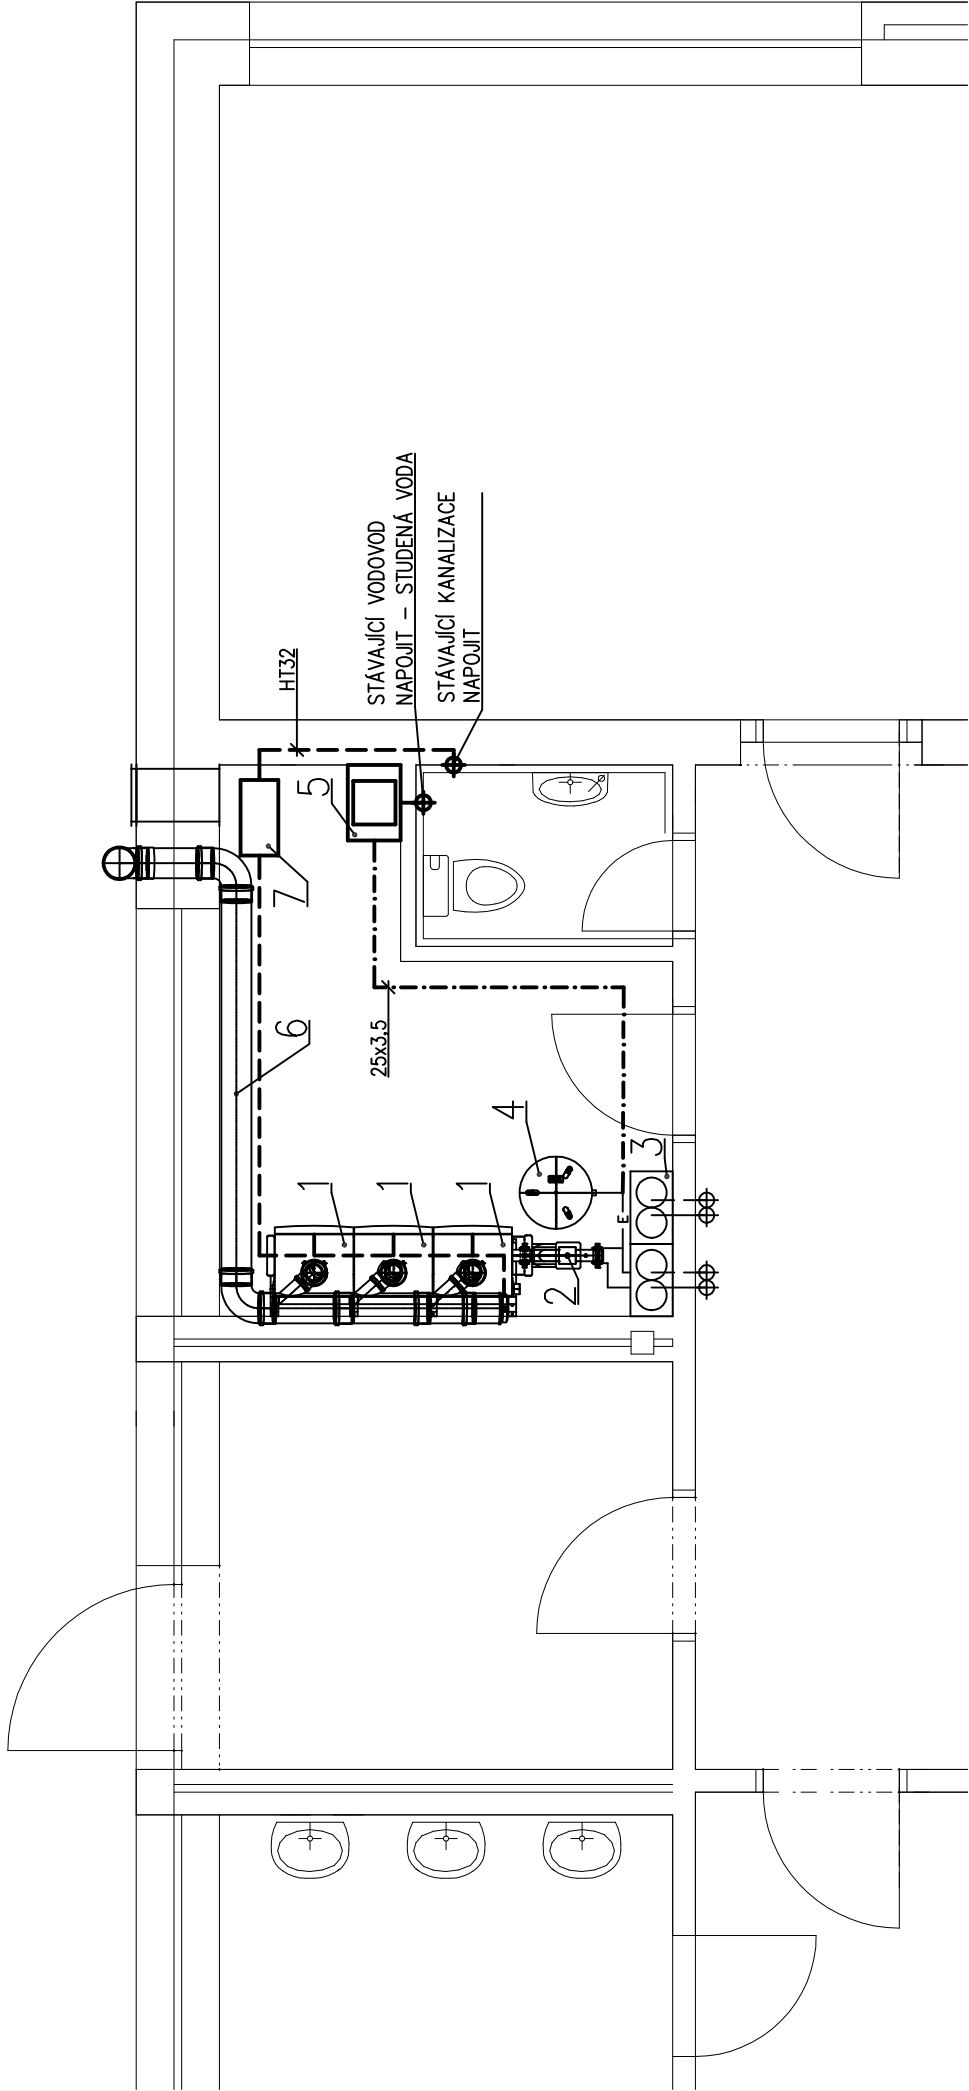 HT32
STÁVAJÍCÍ VODOVOD
NAPOJIT – STUDENÁ VODA
STÁVAJÍCÍ KANALIZACE
NAPOJIT
5
7
6
25x3,5
4
3
1
1
1
E
2